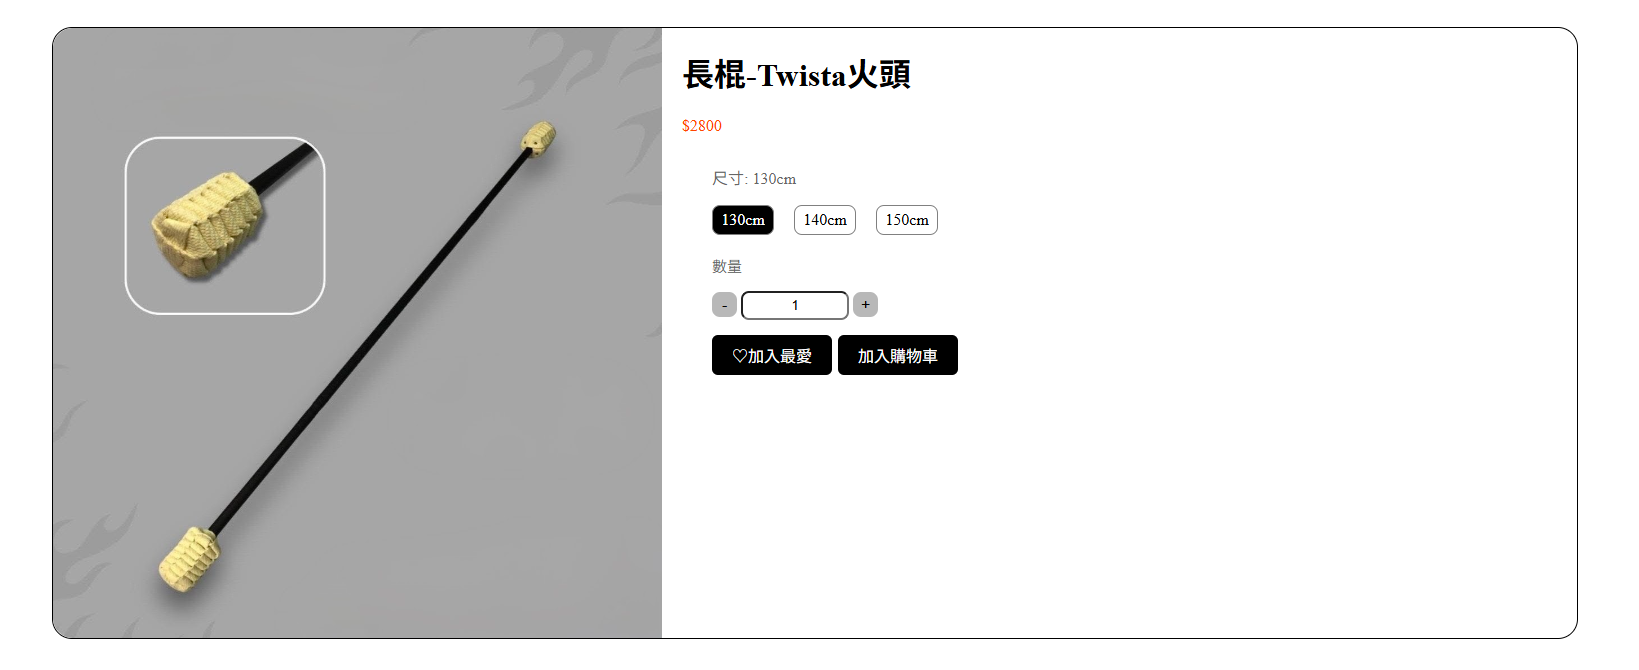 長棍-Twista火頭
$2800
尺寸: 130cm
130cm 140cm 150cm
數量
- 1 +
♡加入最愛 加入購物車